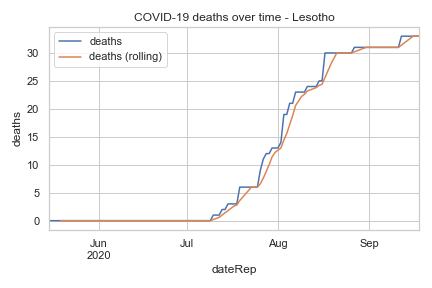 COVID-19 deaths over time - Lesotho
deaths
deaths (rolling)
deaths
30
25
20
15
10
5
0
Jun
2020
Jul
Aug
Sep
dateRep